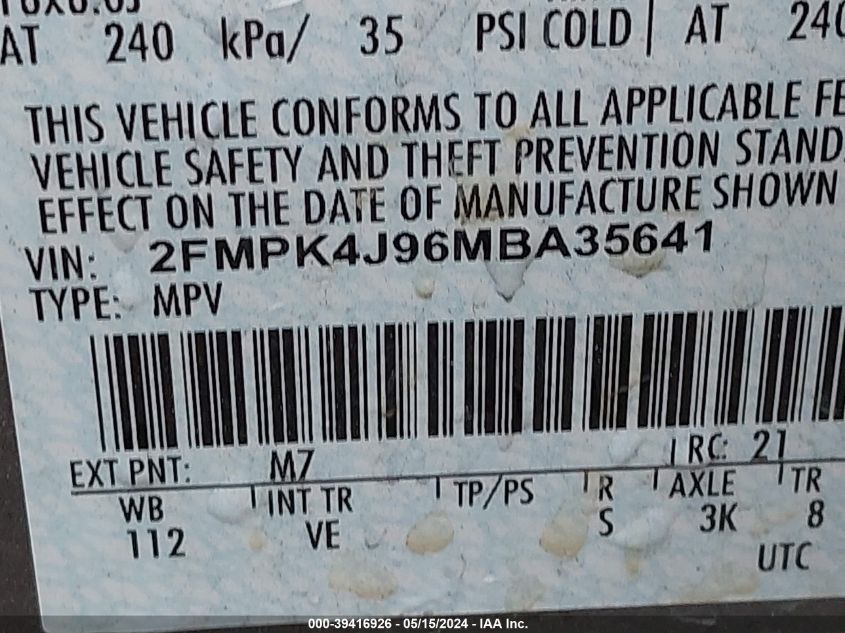 AT 240 kPa/ 35 PSI COLD | AT 240
THIS VEHICLE CONFORMS TO ALL APPLICABLE FE
VEHICLE SAFETY AND THEFT PREVENTION STAND
EFFECT ON THE DATE OF MANUFACTURE SHOWN
VIN: 2FMPK4J96MBA35641
TYPE: MPV
EXT PNT: M7 RC: 21
WB INT TR TP/PS R AXLE TR
112 VE S 3K 8
UTC
000-39416926 - 05/15/2024 - IAA Inc.